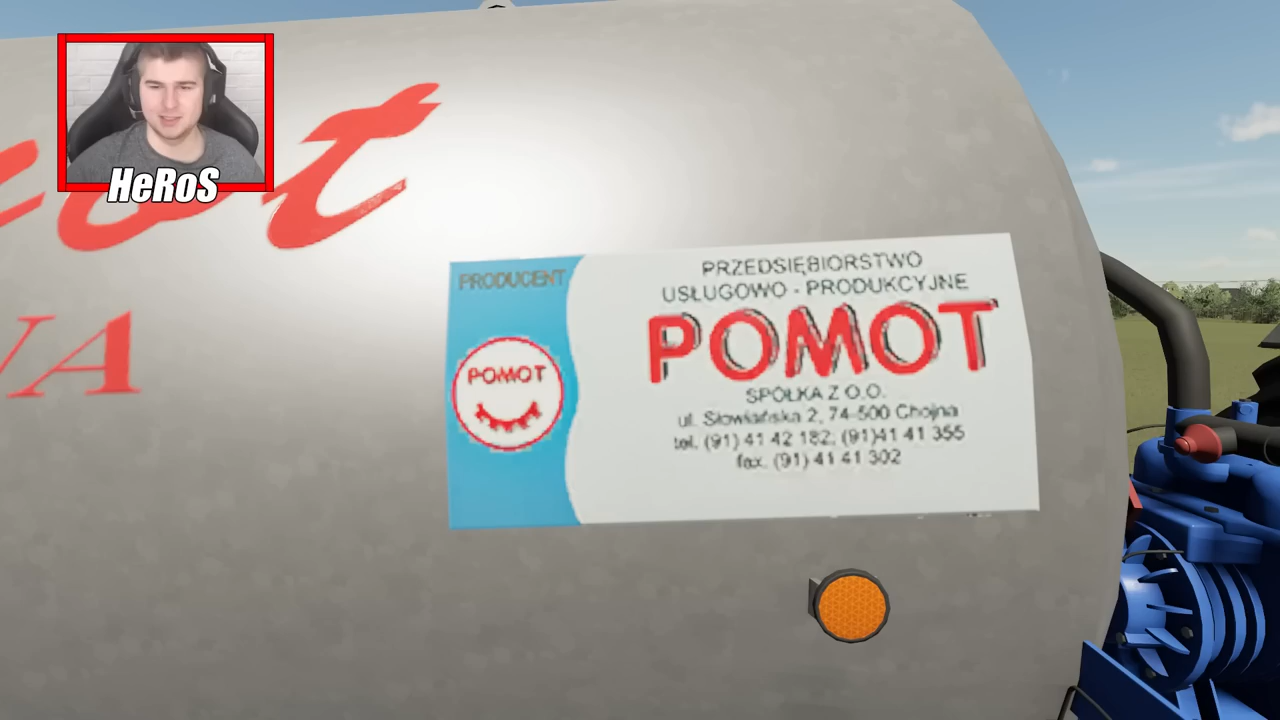 HeRoS
PRODUCENT
POMOT
PRZEDSIĘBIORSTWO
USŁUGOWO - PRODUKCYJNE
POMOT
SPÓŁKA Z O.O.
ul. Słowiańska 2, 74-500 Chojna
tel. (91) 41 42 182, (91)41 41 355
fax. (91) 41 41 302